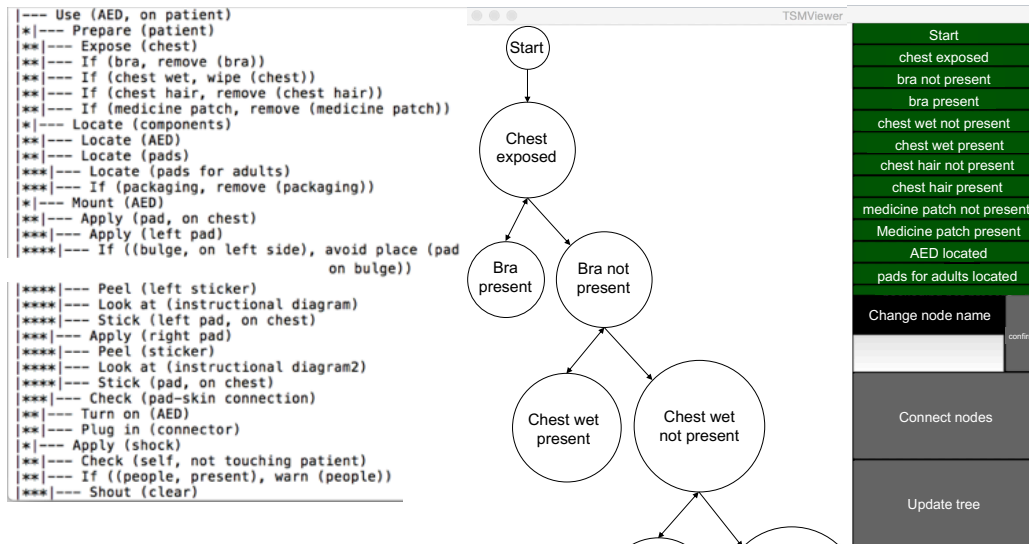 |--- Use (AED, on patient)
|*|--- Prepare (patient)
|**|--- Expose (chest)
|**|--- If (bra, remove (bra))
|**|--- If (chest wet, wipe (chest))
|**|--- If (chest hair, remove (chest hair))
|**|--- If (medicine patch, remove (medicine patch))
|*|--- Locate (components)
|**|--- Locate (AED)
|**|--- Locate (pads)
|***|--- Locate (pads for adults)
|***|--- If (packaging, remove (packaging))
|*|--- Mount (AED)
|**|--- Apply (pad, on chest)
|***|--- Apply (left pad)
|****|--- If ((bulge, on left side), avoid place (pad
on bulge))
|****|--- Peel (left sticker)
|****|--- Look at (instructional diagram)
|****|--- Stick (left pad, on chest)
|***|--- Apply (right pad)
|****|--- Peel (sticker)
|****|--- Look at (instructional diagram2)
|****|--- Stick (pad, on chest)
|***|--- Check (pad-skin connection)
|**|--- Turn on (AED)
|**|--- Plug in (connector)
|*|--- Apply (shock)
|**|--- Check (self, not touching patient)
|**|--- If ((people, present), warn (people))
|***|--- Shout (clear)
TSMViewer
Start
Chest
exposed
Bra
present
Bra not
present
Chest wet
present
Chest wet
not present
Start
chest exposed
bra not present
bra present
chest wet not present
chest wet present
chest hair not present
chest hair present
medicine patch not present
Medicine patch present
AED located
pads for adults located
Change node name
Connect nodes
Update tree